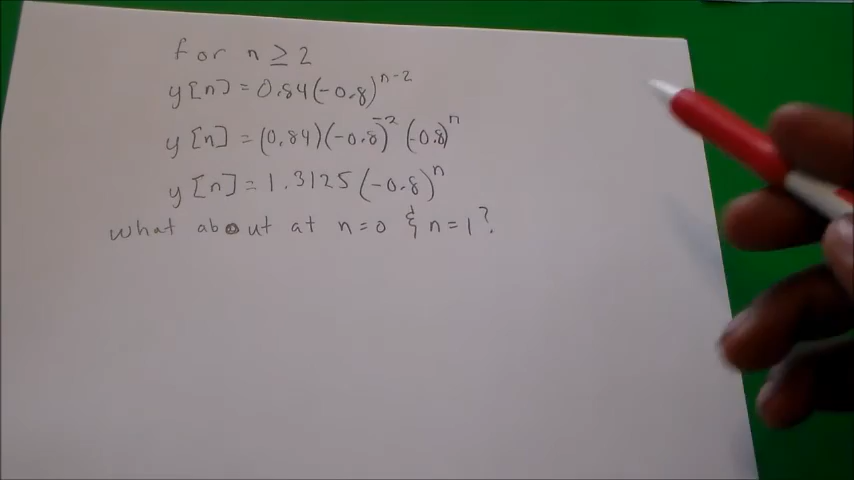 for n ≥ 2
y[n] = 0.84(-0.8)^{n-2}
y[n] = (0.84)(-0.8)^{-2} (-0.8)^{n}
y[n] = 1.3125(-0.8)^{n}
what about at n=0 & n=1?